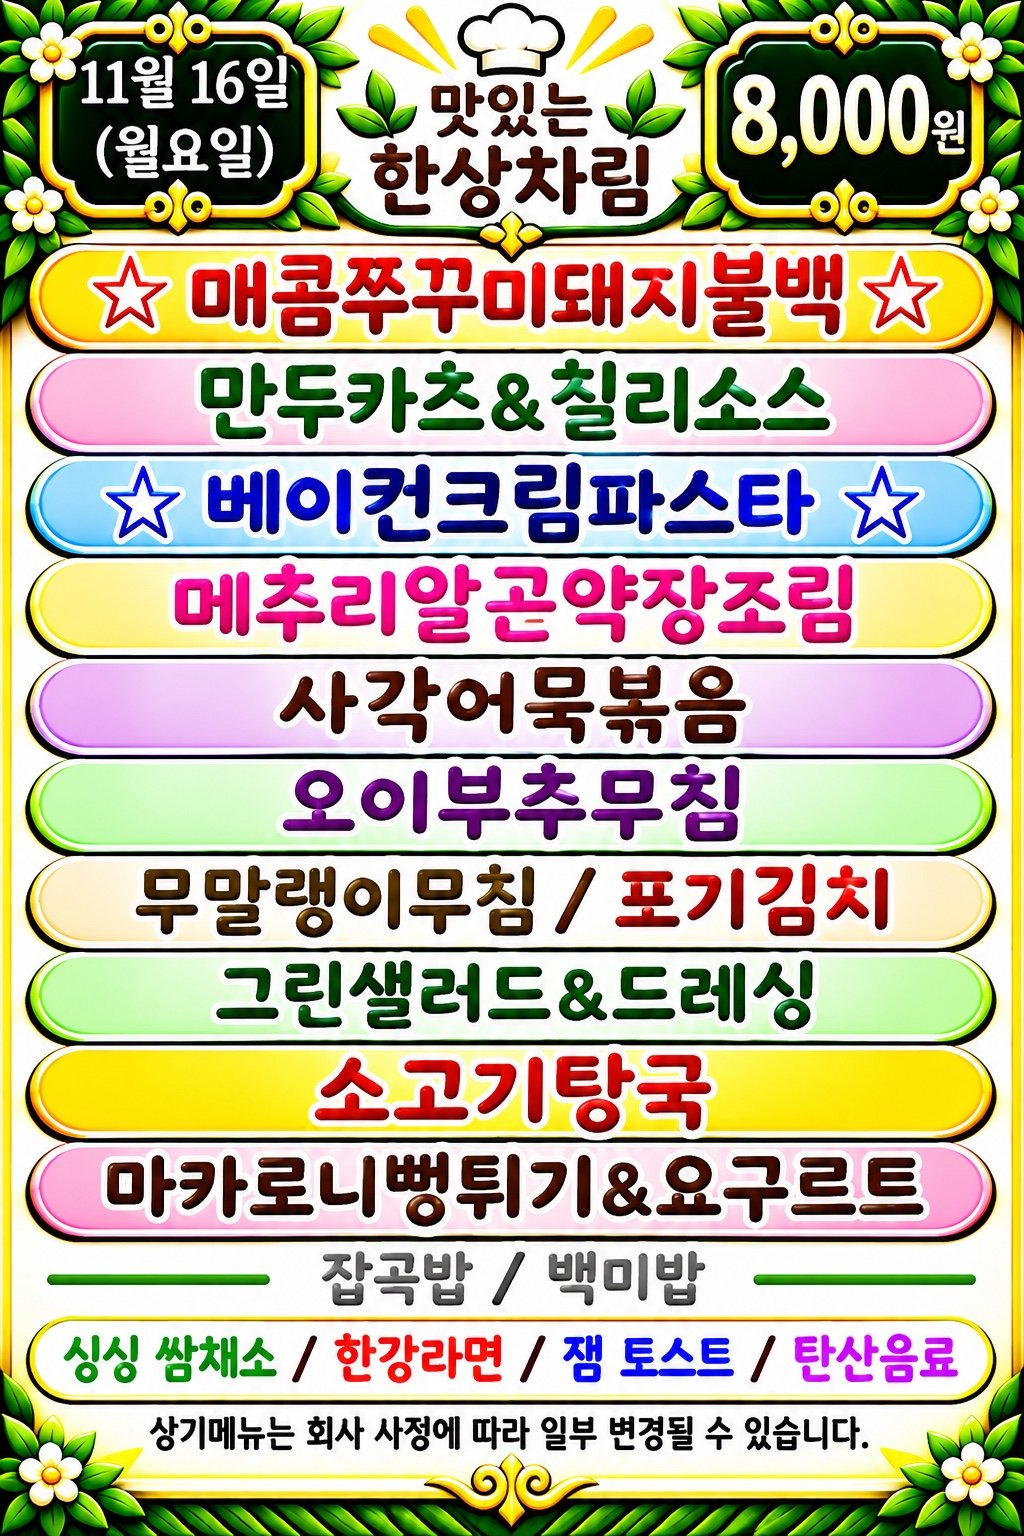 11월 16일
(월요일)
맛있는
한상차림
8,000원
☆ 매콤쭈꾸미돼지불백 ☆
만두카츠&칠리소스
☆ 베이컨크림파스타 ☆
메추리알곤약장조림
사각어묵볶음
오이부추무침
무말랭이무침 / 포기김치
그린샐러드&드레싱
소고기탕국
마카로니뻥튀기&요구르트
잡곡밥 / 백미밥
싱싱 쌈채소 / 한강라면 / 잼 토스트 / 탄산음료
상기메뉴는 회사 사정에 따라 일부 변경될 수 있습니다.